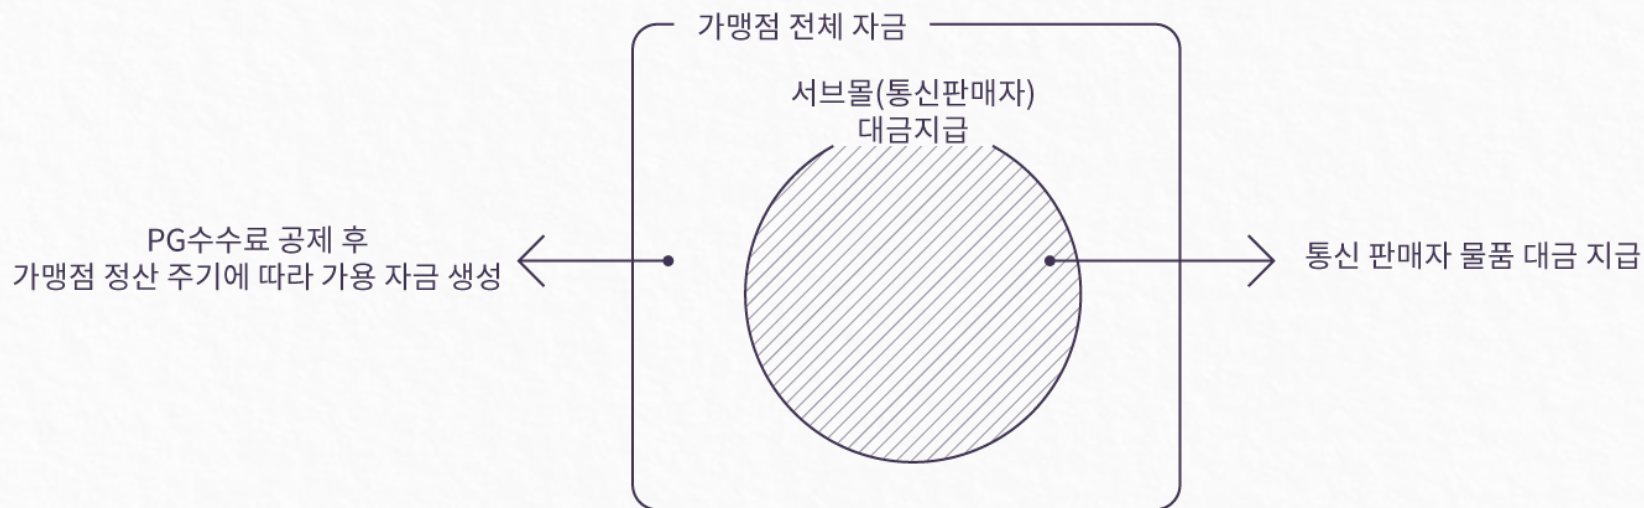 가맹점 전체 자금
서브몰(통신판매자)
대금지급
PG수수료 공제 후
가맹점 정산 주기에 따라 가용 자금 생성
통신 판매자 물품 대금 지급